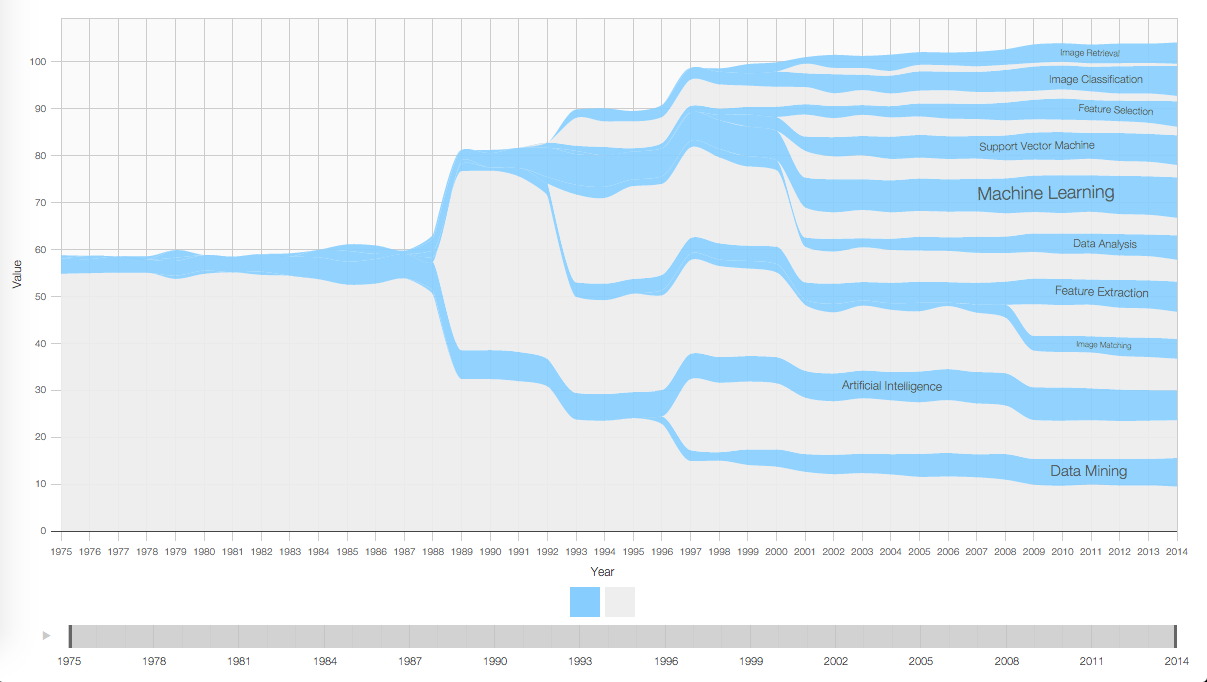 100
90
80
70
60
50
40
30
20
10
0
Value
Image Retrieval
Image Classification
Feature Selection
Support Vector Machine
Machine Learning
Data Analysis
Feature Extraction
Image Matching
Artificial Intelligence
Data Mining
1975 1976 1977 1978 1979 1980 1981 1982 1983 1984 1985 1986 1987 1988 1989 1990 1991 1992 1993 1994 1995 1996 1997 1998 1999 2000 2001 2002 2003 2004 2005 2006 2007 2008 2009 2010 2011 2012 2013 2014
Year
1975 1978 1981 1984 1987 1990 1993 1996 1999 2002 2005 2008 2011 2014